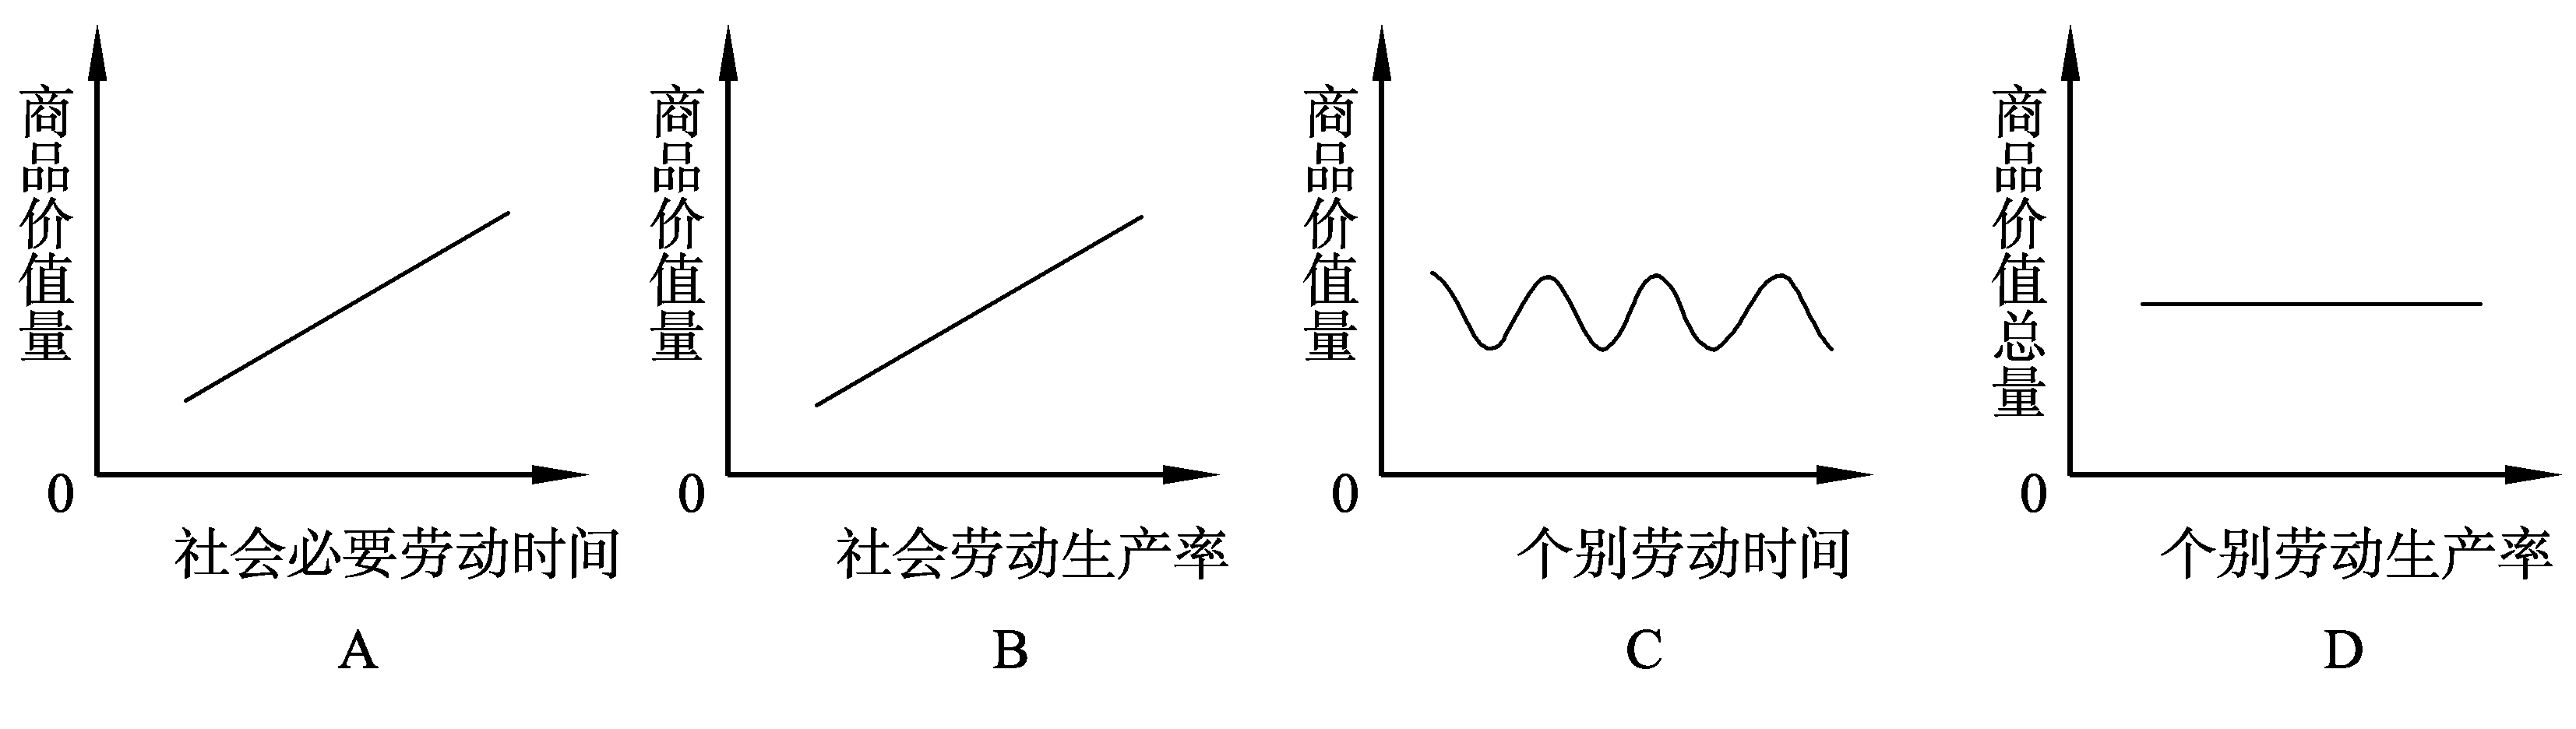 商品价值量
0
社会必要劳动时间
A
商品价值量
0
社会劳动生产率
B
商品价值量
0
个别劳动时间
C
商品价值总量
0
个别劳动生产率
D